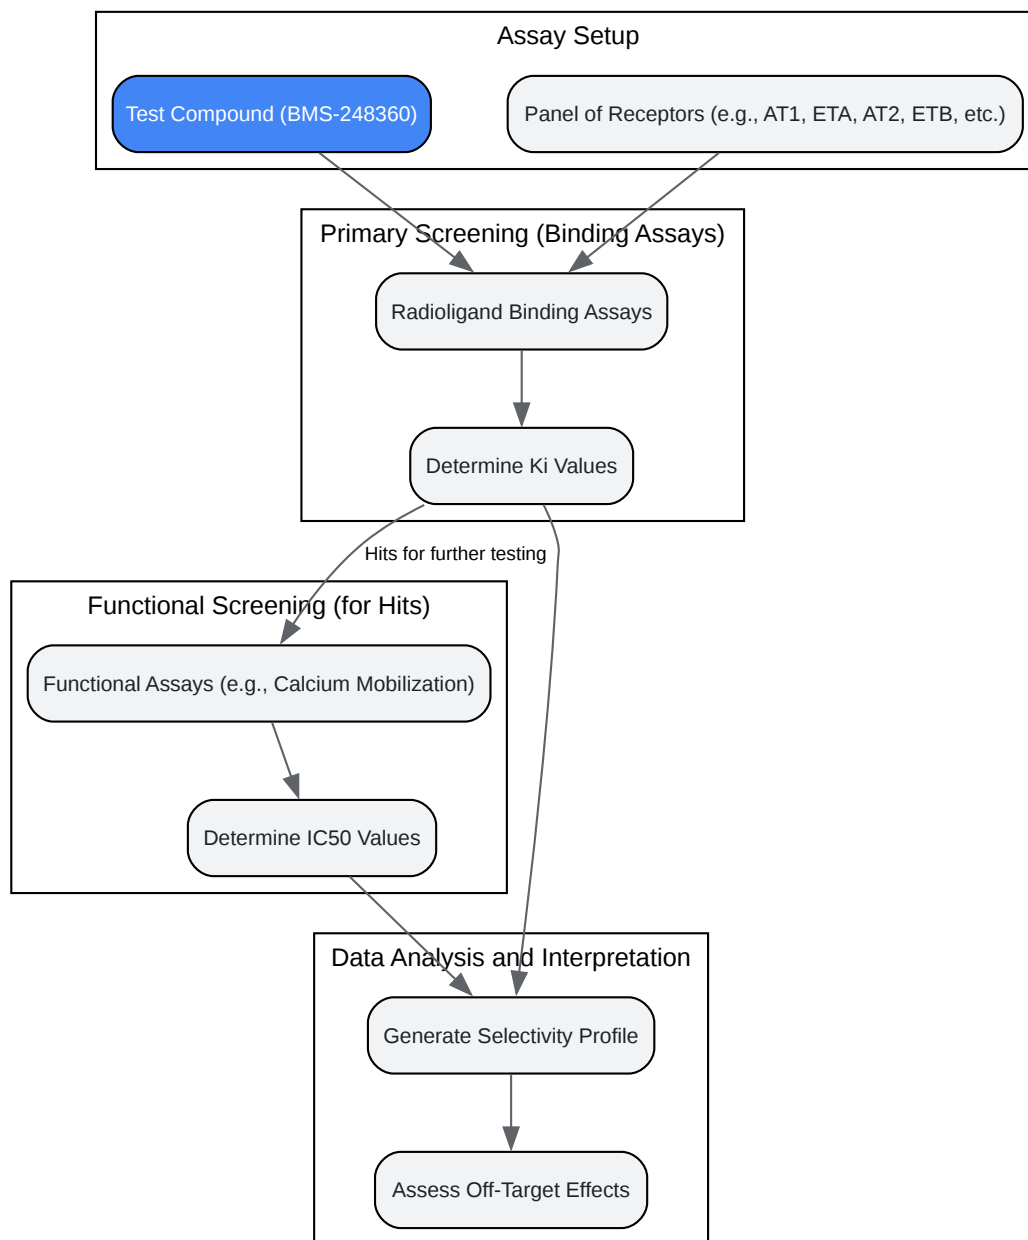 Assay Setup
Test Compound (BMS-248360)
Panel of Receptors (e.g., AT1, ETA, AT2, ETB, etc.)
Primary Screening (Binding Assays)
Radioligand Binding Assays
Determine Ki Values
Hits for further testing
Functional Screening (for Hits)
Functional Assays (e.g., Calcium Mobilization)
Determine IC50 Values
Data Analysis and Interpretation
Generate Selectivity Profile
Assess Off-Target Effects